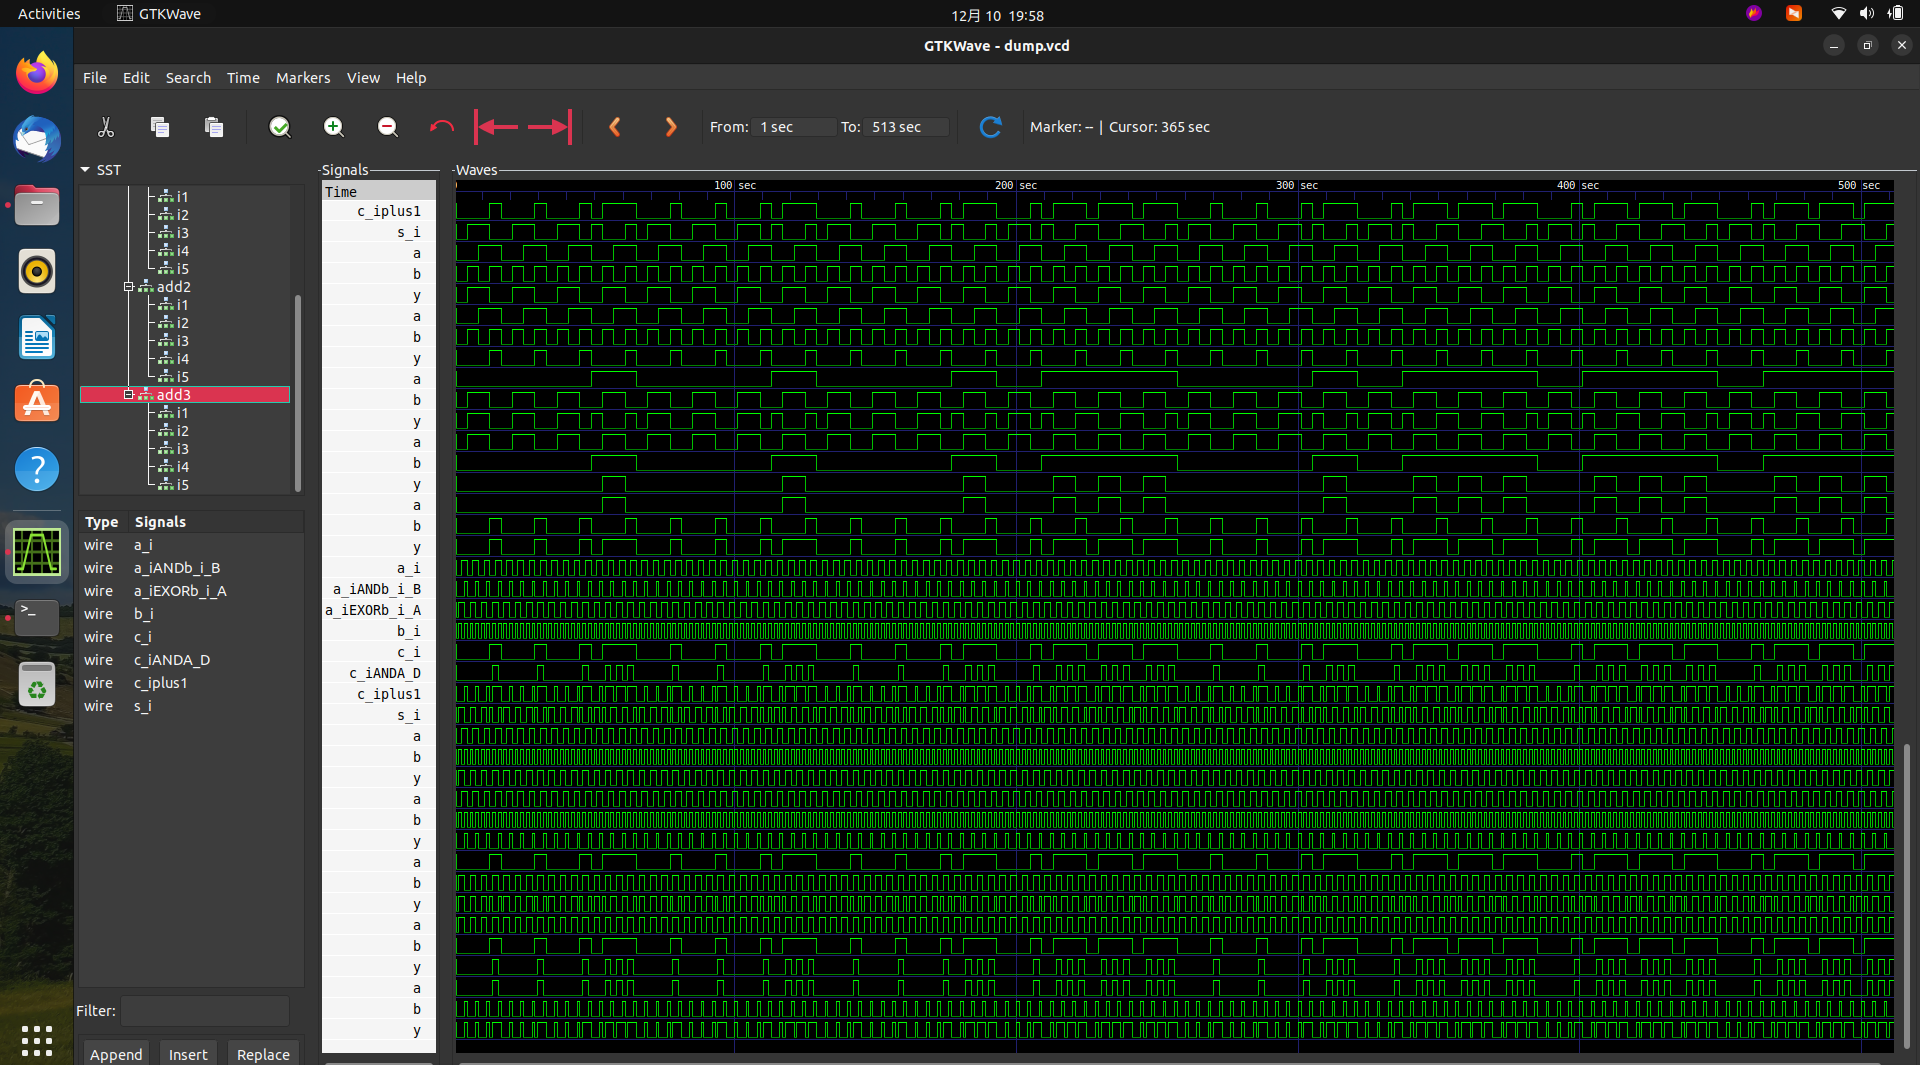 Activities GTKWave 12月 10 19:58
GTKWave - dump.vcd
File Edit Search Time Markers View Help
From: 1 sec To: 513 sec Marker: -- | Cursor: 365 sec
SST
i1
i2
i3
i4
i5
add2
i1
i2
i3
i4
i5
add3
i1
i2
i3
i4
i5
Type Signals
wire a_i
wire a_iANDb_i_B
wire a_iEXORb_i_A
wire b_i
wire c_i
wire c_iANDA_D
wire c_iplus1
wire s_i
Filter:
Append Insert Replace
Signals
Time
c_iplus1
s_i
a
b
y
a
b
y
a
b
y
a
b
y
a
b
y
a_i
a_iANDb_i_B
a_iEXORb_i_A
b_i
c_i
c_iANDA_D
c_iplus1
s_i
a
b
y
a
b
y
a
b
y
a
b
y
a
b
y
Waves
100 sec 200 sec 300 sec 400 sec 500 sec